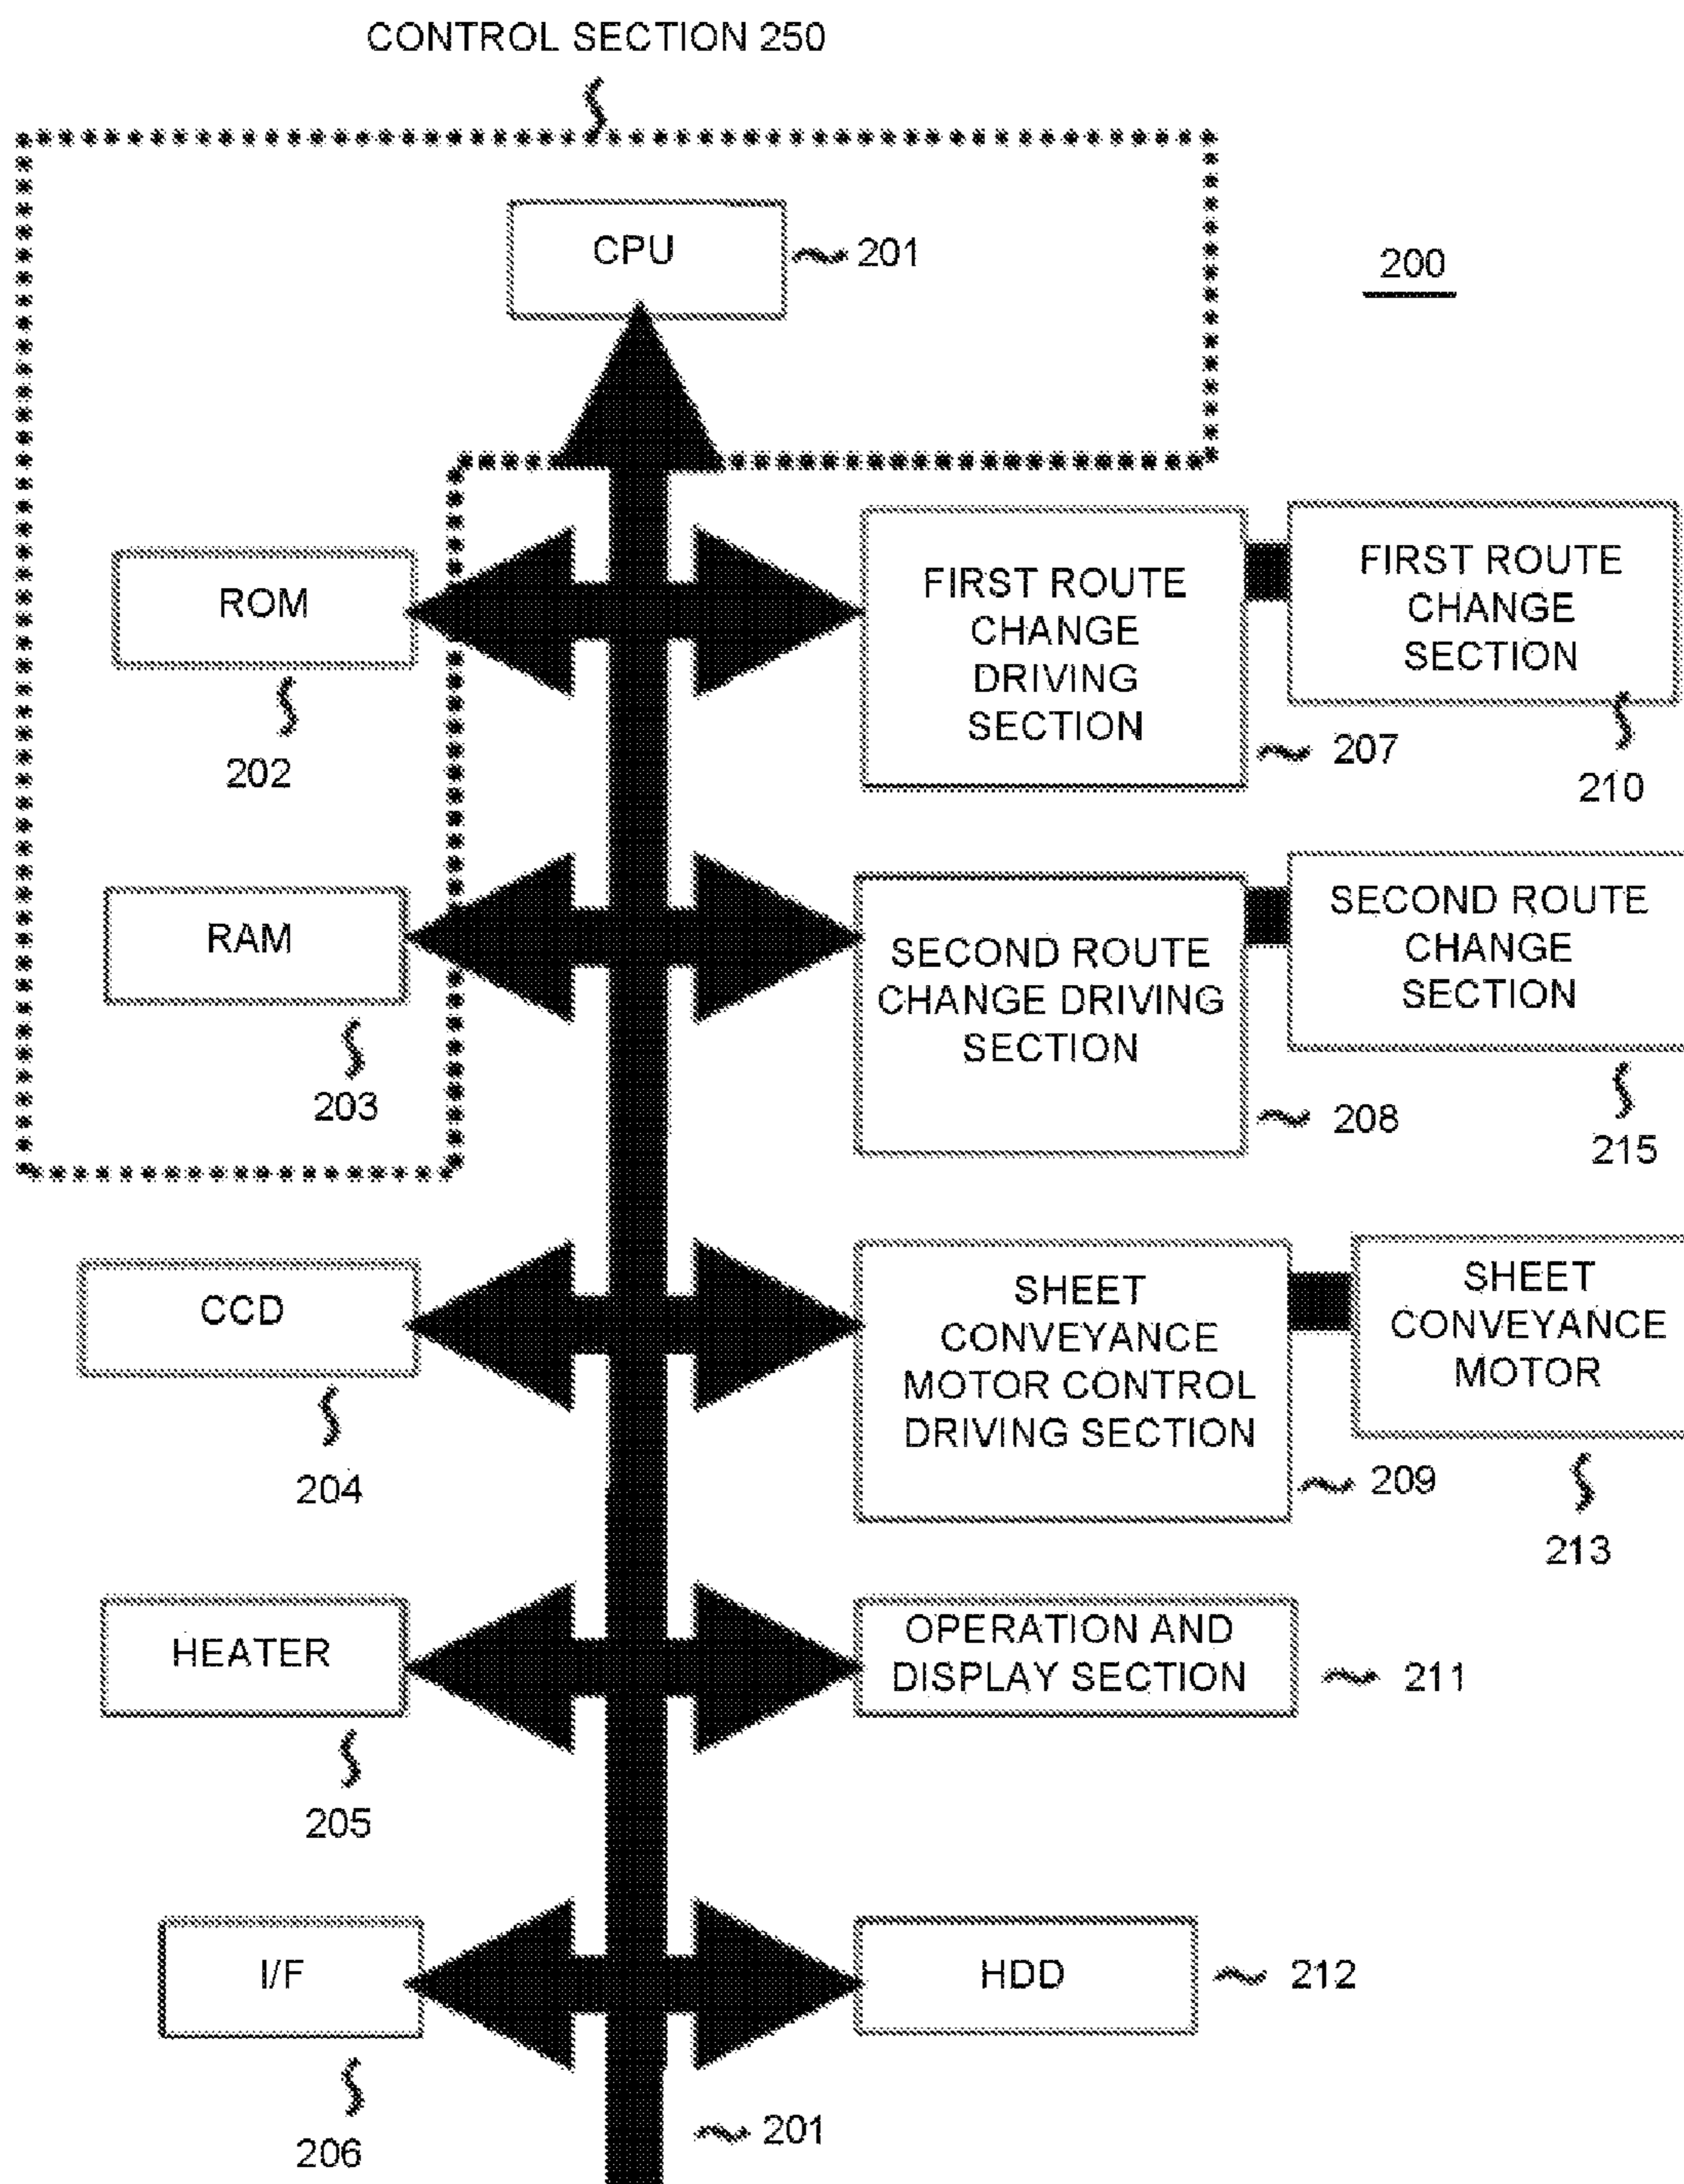 CONTROL SECTION 250
CPU
201
200
ROM
202
FIRST ROUTE
CHANGE
DRIVING
SECTION
207
FIRST ROUTE
CHANGE
SECTION
210
RAM
203
SECOND ROUTE
CHANGE DRIVING
SECTION
208
SECOND ROUTE
CHANGE
SECTION
215
CCD
204
SHEET
CONVEYANCE
MOTOR CONTROL
DRIVING SECTION
209
SHEET
CONVEYANCE
MOTOR
213
HEATER
205
OPERATION AND
DISPLAY SECTION
211
I/F
206
HDD
212
201